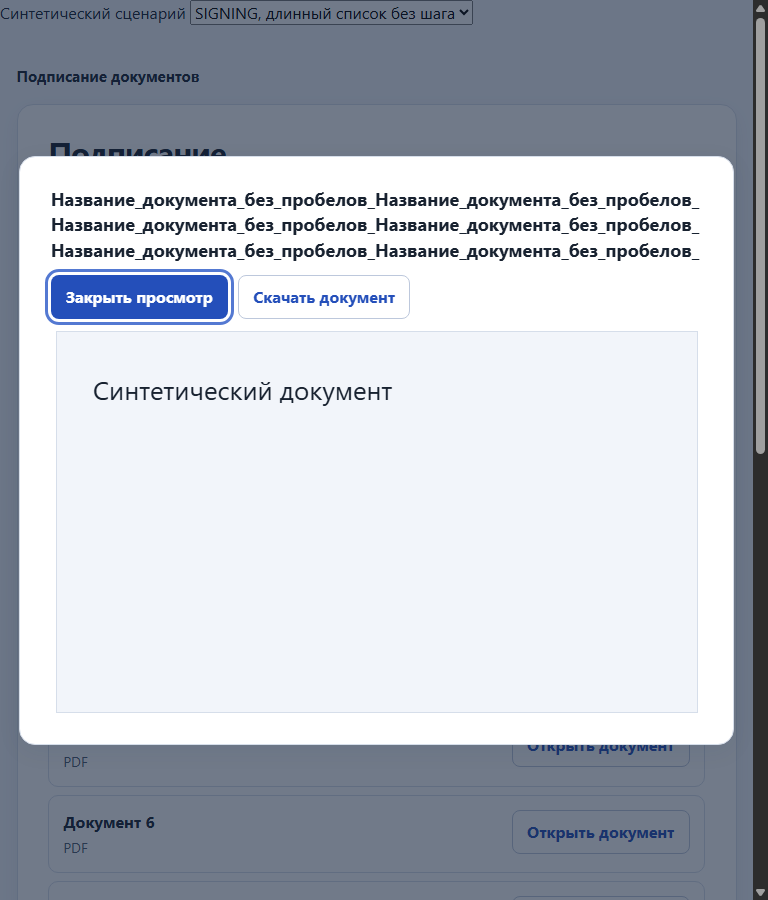 Синтетический сценарий SIGNING, длинный список без шага
Подписание документов
Подписание
Название_документа_без_пробелов_Название_документа_без_пробелов_
Название_документа_без_пробелов_Название_документа_без_пробелов_
Название_документа_без_пробелов_Название_документа_без_пробелов_
Закрыть просмотр Скачать документ
Синтетический документ
Открыть документ
PDF
Документ 6
PDF
Открыть документ